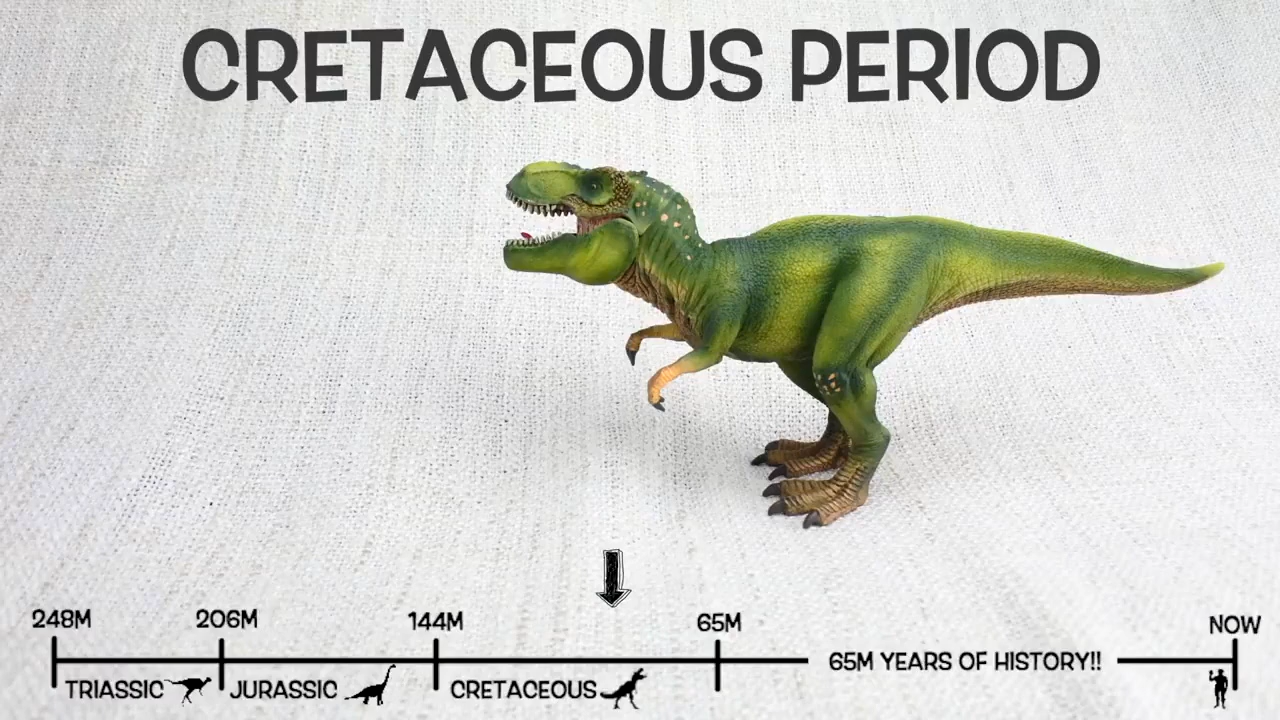 CRETACEOUS PERIOD
248M 206M 144M 65M NOW
65M YEARS OF HISTORY!!
TRIASSIC JURASSIC CRETACEOUS